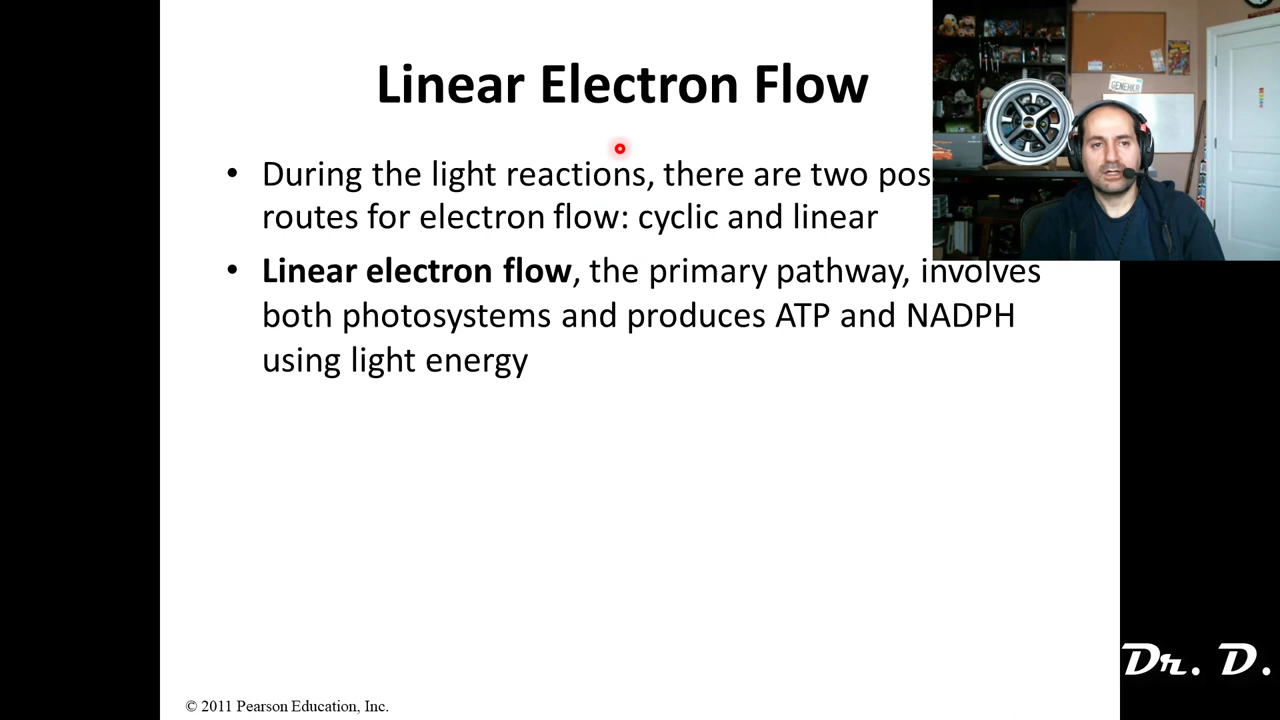 Linear Electron Flow
GENEHKR
• During the light reactions, there are two pos
routes for electron flow: cyclic and linear
• Linear electron flow, the primary pathway, involves
both photosystems and produces ATP and NADPH
using light energy
Dr. D.
© 2011 Pearson Education, Inc.